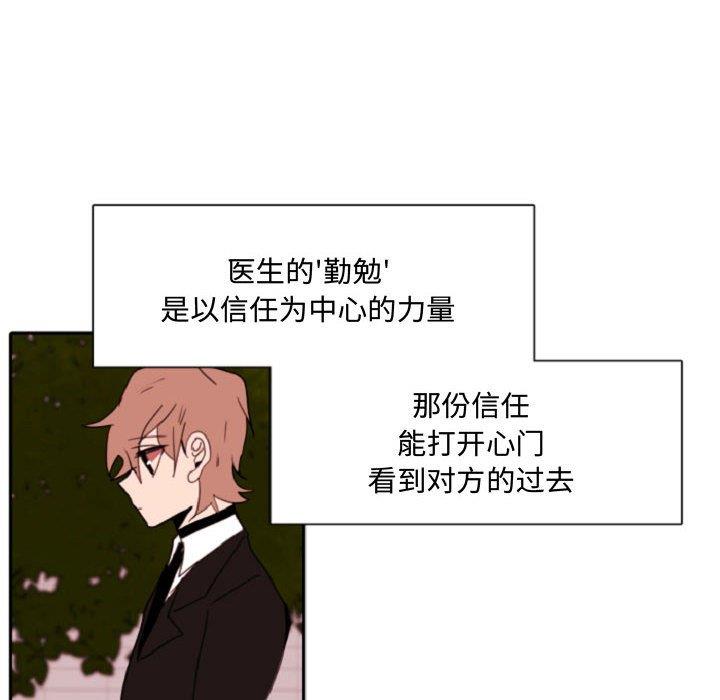 医生的'勤勉'
是以信任为中心的力量
那份信任
能打开心门
看到对方的过去